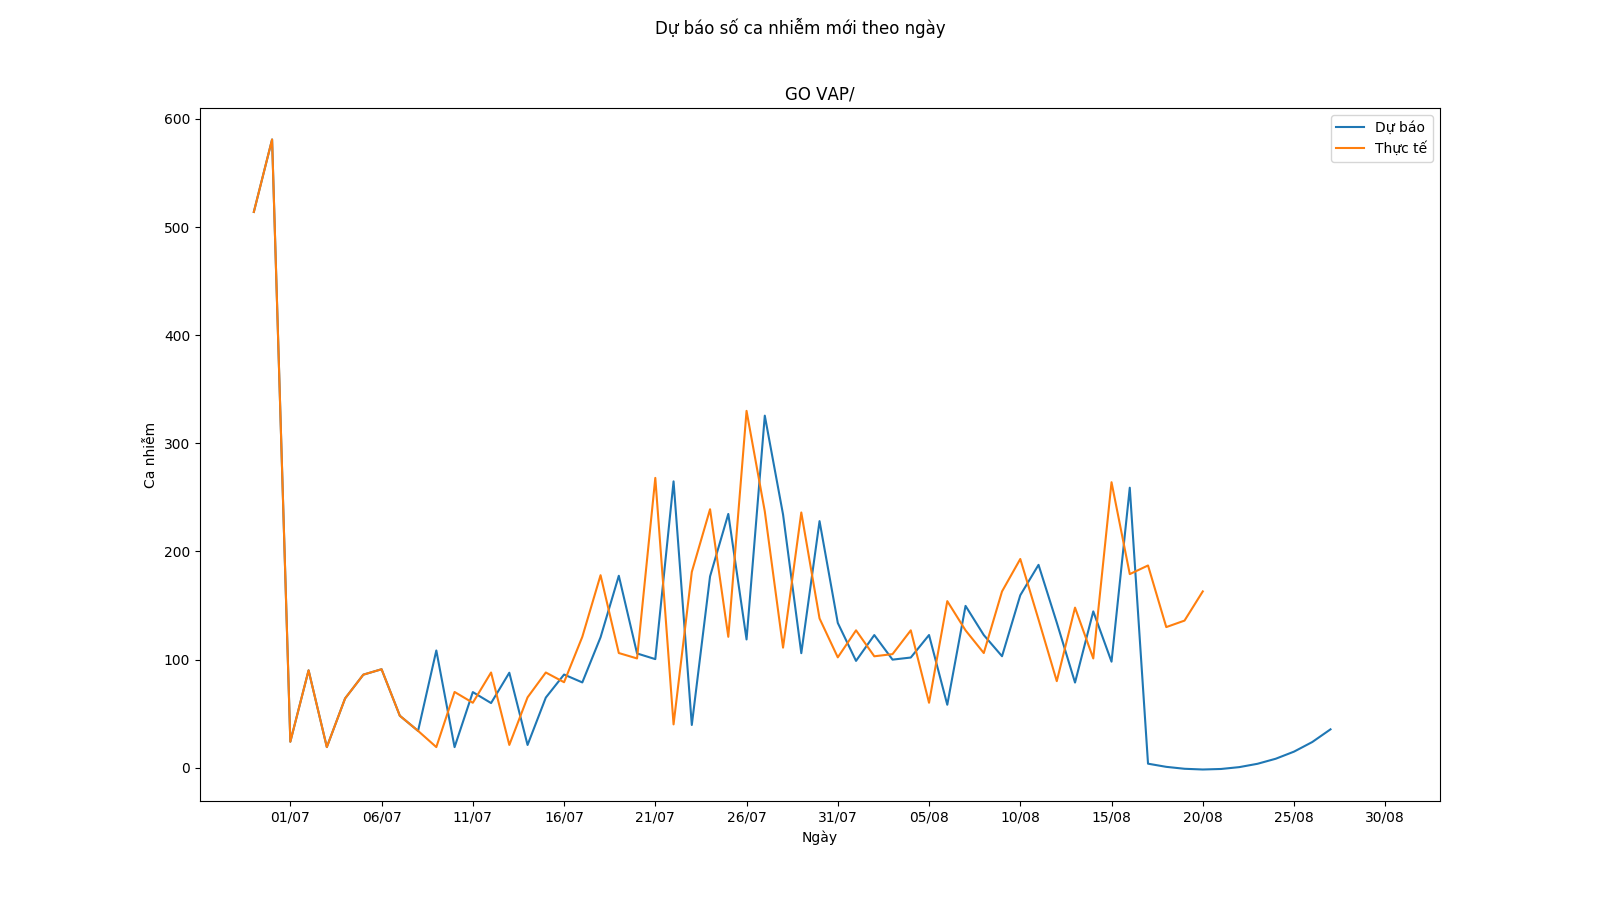 Dự báo số ca nhiễm mới theo ngày
GO VAP/
Dự báo
Thực tế
600
500
400
300
200
100
0
Ca nhiễm
01/07 06/07 11/07 16/07 21/07 26/07 31/07 05/08 10/08 15/08 20/08 25/08 30/08
Ngày